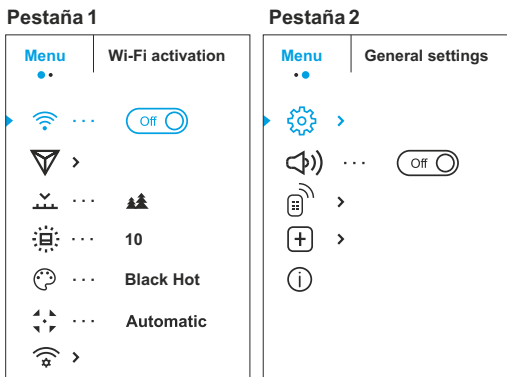 Pestaña 1
Menu
Wi-Fi activation
Off
10
Black Hot
Automatic
Pestaña 2
Menu
General settings
Off